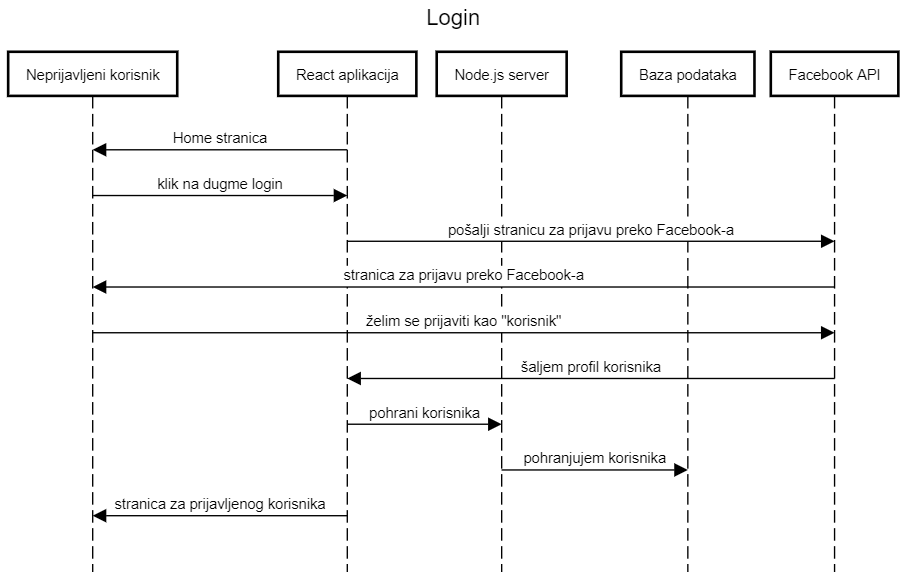 Login
Neprijavljeni korisnik
React aplikacija
Node.js server
Baza podataka
Facebook API
Home stranica
klik na dugme login
pošalji stranicu za prijavu preko Facebook-a
stranica za prijavu preko Facebook-a
želim se prijaviti kao "korisnik"
šaljem profil korisnika
pohrani korisnika
pohranjujem korisnika
stranica za prijavljenog korisnika